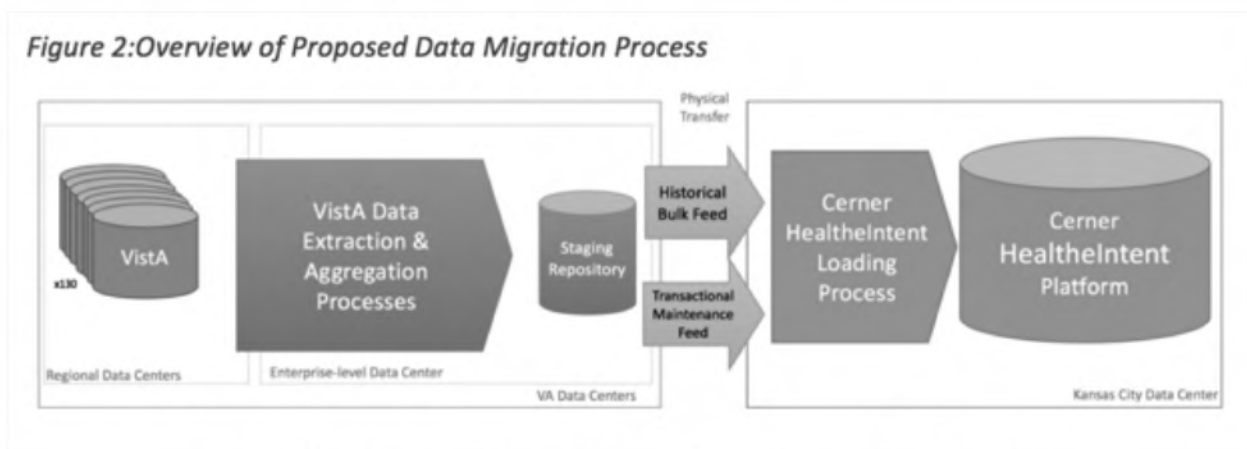 Figure 2:Overview of Proposed Data Migration Process
Physical
Transfer
VistA
x130
VistA Data
Extraction &
Aggregation
Processes
Staging
Repository
Historical
Bulk Feed
Transactional
Maintenance
Feed
Cerner
HealtheIntent
Loading
Process
Cerner
HealtheIntent
Platform
Regional Data Centers
Enterprise-level Data Center
VA Data Centers
Kansas City Data Center